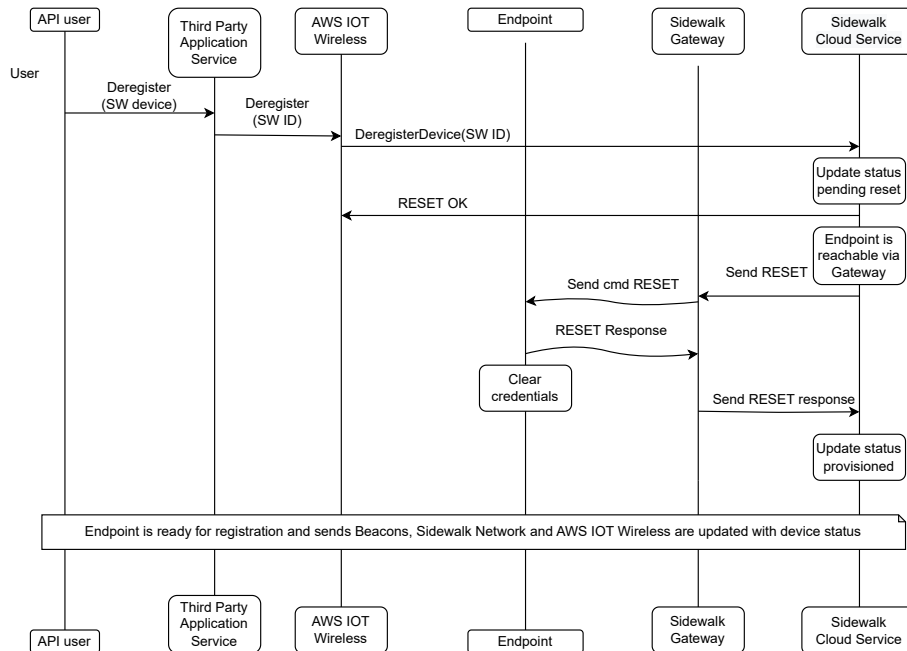 API user
Third Party
Application
Service
AWS IOT
Wireless
Endpoint
Sidewalk
Gateway
Sidewalk
Cloud Service
User
Deregister
(SW device)
Deregister
(SW ID)
DeregisterDevice(SW ID)
Update status
pending reset
RESET OK
Endpoint is
reachable via
Gateway
Send RESET
Send cmd RESET
RESET Response
Clear
credentials
Send RESET response
Update status
provisioned
Endpoint is ready for registration and sends Beacons, Sidewalk Network and AWS IOT Wireless are updated with device status
API user
Third Party
Application
Service
AWS IOT
Wireless
Endpoint
Sidewalk
Gateway
Sidewalk
Cloud Service